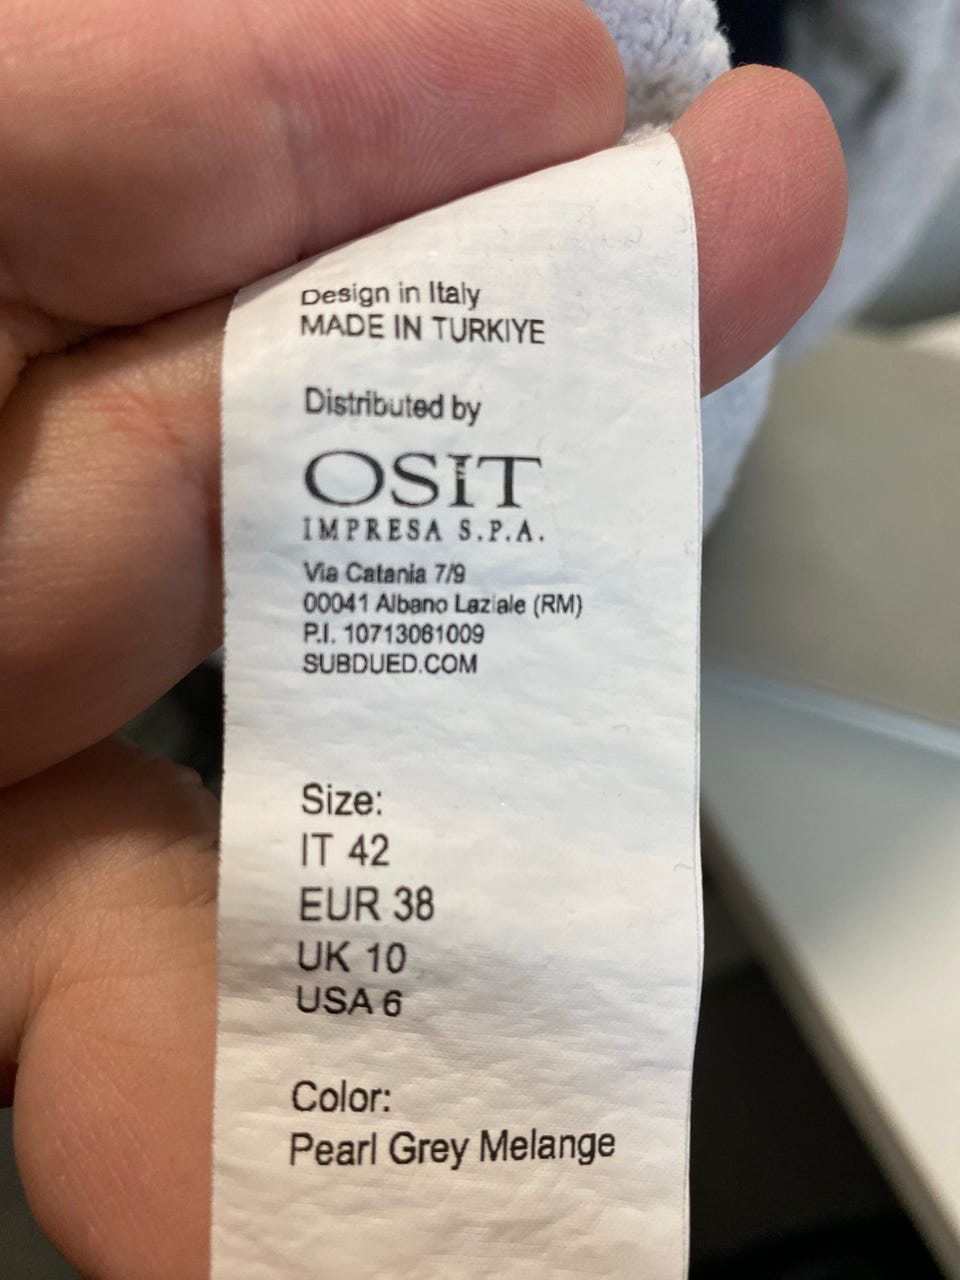 Design in Italy
MADE IN TURKIYE
Distributed by
OSIT
IMPRESA S.P.A.
Via Catania 7/9
00041 Albano Laziale (RM)
P.I. 10713061009
SUBDUED.COM
Size:
IT 42
EUR 38
UK 10
USA 6
Color:
Pearl Grey Melange